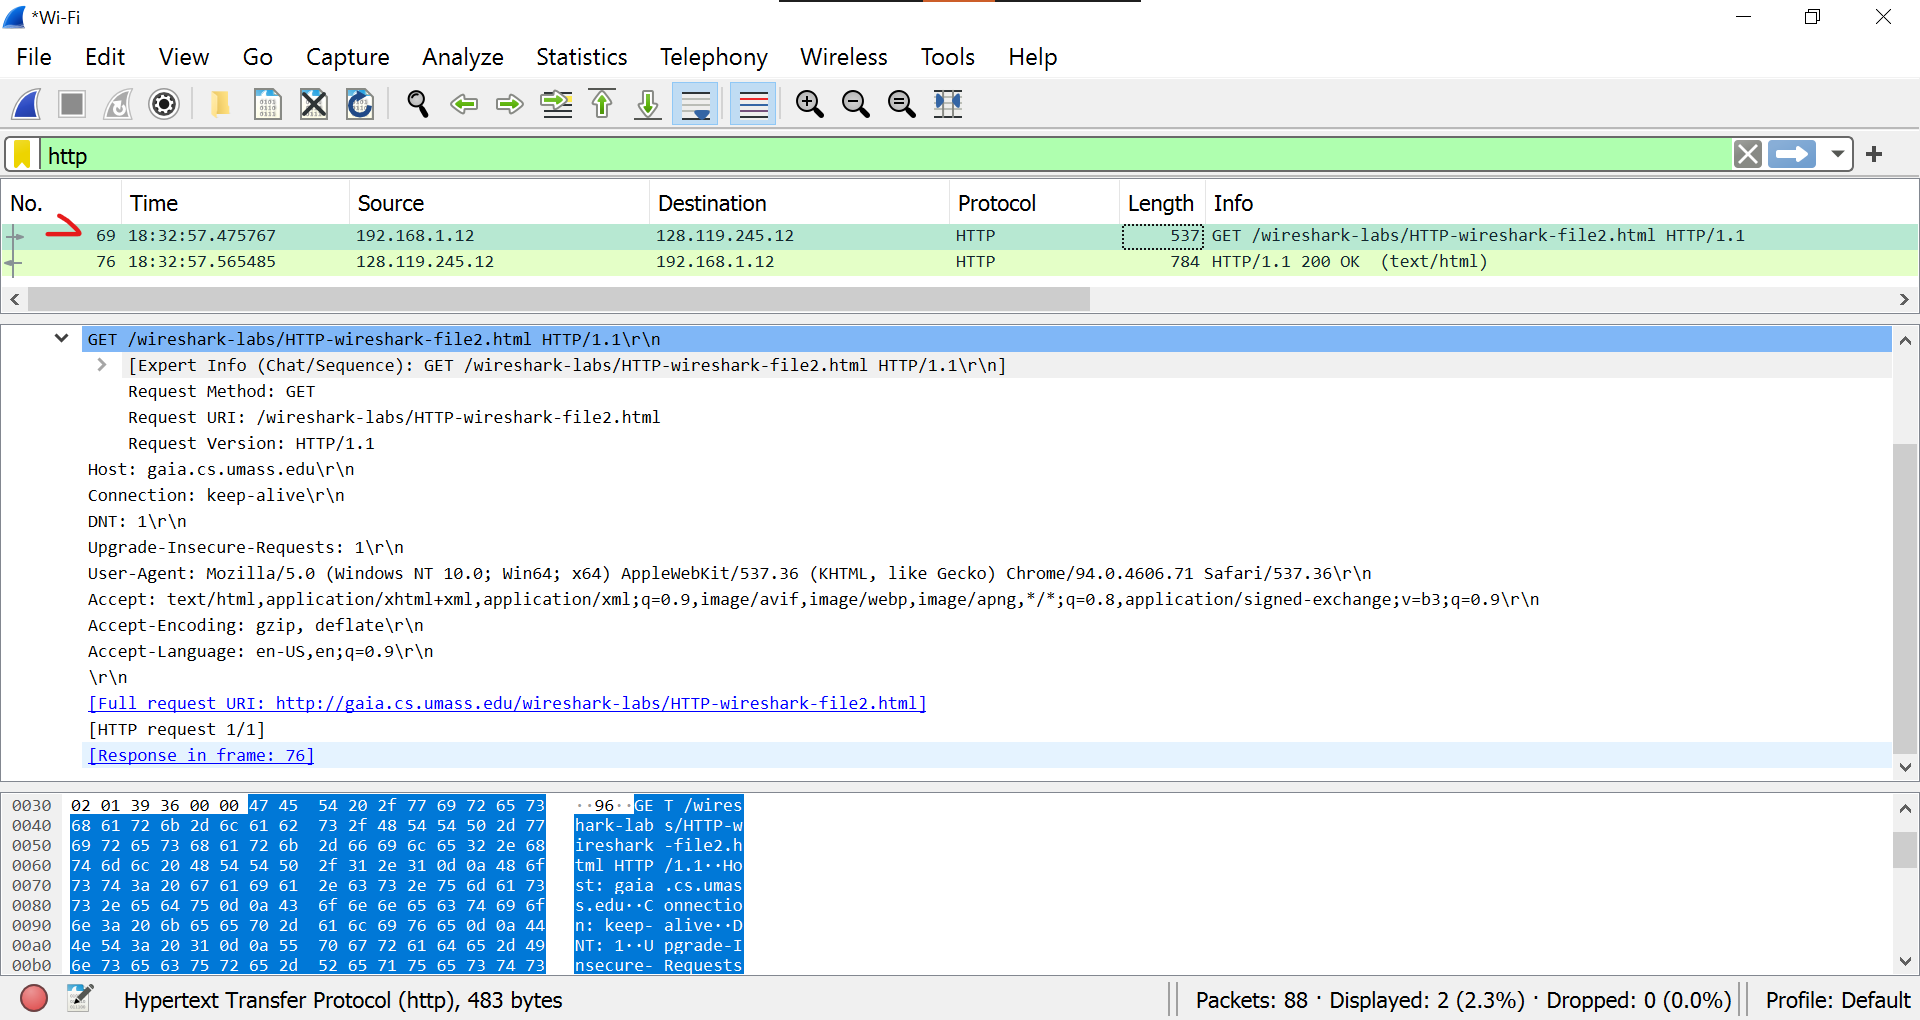 *Wi-Fi
File Edit View Go Capture Analyze Statistics Telephony Wireless Tools Help
http
No. Time Source Destination Protocol Length Info
69 18:32:57.475767 192.168.1.12 128.119.245.12 HTTP 537 GET /wireshark-labs/HTTP-wireshark-file2.html HTTP/1.1
76 18:32:57.565485 128.119.245.12 192.168.1.12 HTTP 784 HTTP/1.1 200 OK  (text/html)
GET /wireshark-labs/HTTP-wireshark-file2.html HTTP/1.1\r\n
[Expert Info (Chat/Sequence): GET /wireshark-labs/HTTP-wireshark-file2.html HTTP/1.1\r\n]
Request Method: GET
Request URI: /wireshark-labs/HTTP-wireshark-file2.html
Request Version: HTTP/1.1
Host: gaia.cs.umass.edu\r\n
Connection: keep-alive\r\n
DNT: 1\r\n
Upgrade-Insecure-Requests: 1\r\n
User-Agent: Mozilla/5.0 (Windows NT 10.0; Win64; x64) AppleWebKit/537.36 (KHTML, like Gecko) Chrome/94.0.4606.71 Safari/537.36\r\n
Accept: text/html,application/xhtml+xml,application/xml;q=0.9,image/avif,image/webp,image/apng,*/*;q=0.8,application/signed-exchange;v=b3;q=0.9\r\n
Accept-Encoding: gzip, deflate\r\n
Accept-Language: en-US,en;q=0.9\r\n
\r\n
[Full request URI: http://gaia.cs.umass.edu/wireshark-labs/HTTP-wireshark-file2.html]
[HTTP request 1/1]
[Response in frame: 76]
0030 02 01 39 36 00 00 47 45 54 20 2f 77 69 72 65 73 ··96··GE T /wires
0040 68 61 72 6b 2d 6c 61 62 73 2f 48 54 54 50 2d 77 hark-lab s/HTTP-w
0050 69 72 65 73 68 61 72 6b 2d 66 69 6c 65 32 2e 68 ireshark -file2.h
0060 74 6d 6c 20 48 54 54 50 2f 31 2e 31 0d 0a 48 6f tml HTTP /1.1··Ho
0070 73 74 3a 20 67 61 69 61 2e 63 73 2e 75 6d 61 73 st: gaia .cs.umas
0080 73 2e 65 64 75 0d 0a 43 6f 6e 6e 65 63 74 69 6f s.edu··C onnectio
0090 6e 3a 20 6b 65 65 70 2d 61 6c 69 76 65 0d 0a 44 n: keep- alive··D
00a0 4e 54 3a 20 31 0d 0a 55 70 67 72 61 64 65 2d 49 NT: 1··U pgrade-I
00b0 6e 73 65 63 75 72 65 2d 52 65 71 75 65 73 74 73 nsecure- Requests
Hypertext Transfer Protocol (http), 483 bytes Packets: 88 · Displayed: 2 (2.3%) · Dropped: 0 (0.0%) Profile: Default